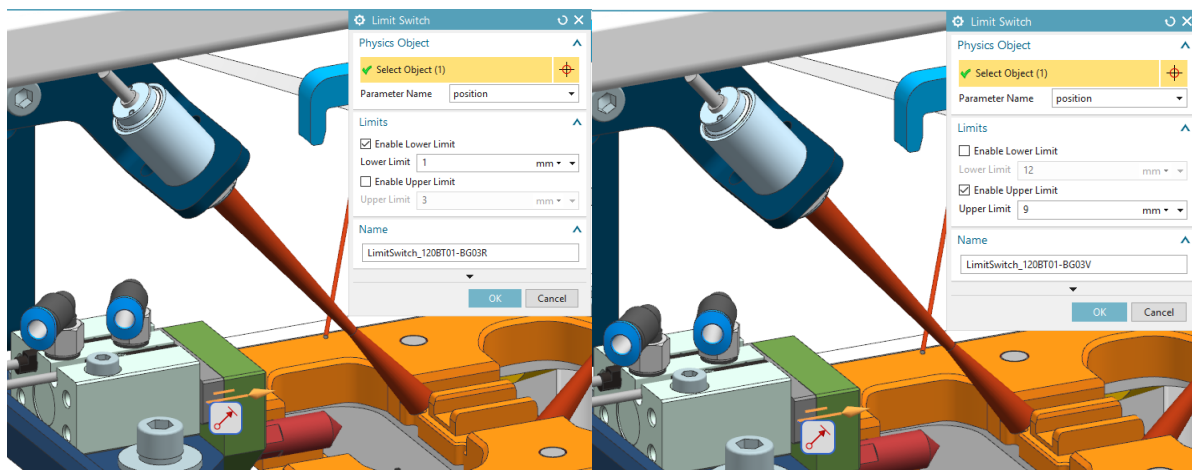 Limit Switch
Physics Object
Select Object (1)
Parameter Name position
Limits
Enable Lower Limit
Lower Limit 1 mm
Enable Upper Limit
Upper Limit 3 mm
Name
LimitSwitch_120BT01-BG03R
OK Cancel
Limit Switch
Physics Object
Select Object (1)
Parameter Name position
Limits
Enable Lower Limit
Lower Limit 12 mm
Enable Upper Limit
Upper Limit 9 mm
Name
LimitSwitch_120BT01-BG03V
OK Cancel